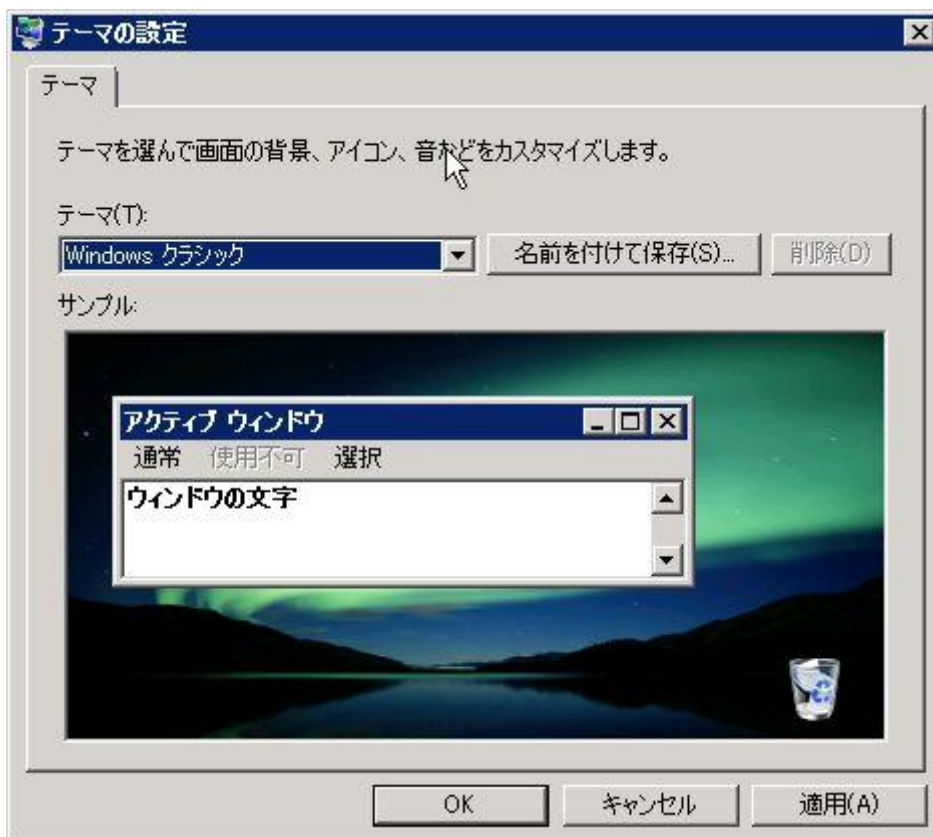 テーマの設定
テーマ
テーマを選んで画面の背景、アイコン、音などをカスタマイズします。
テーマ(T):
Windows クラシック
名前を付けて保存(S)...
削除(D)
サンプル:
アクティブ ウィンドウ
通常 使用不可 選択
ウィンドウの文字
OK
キャンセル
適用(A)